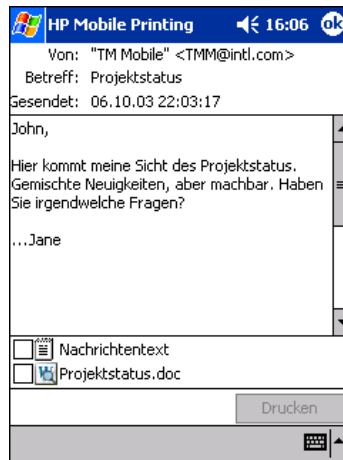 HP Mobile Printing 16:06 ok
Von: "TM Mobile" <TMM@intl.com>
Betreff: Projektstatus
Gesendet: 06.10.03 22:03:17
John,
Hier kommt meine Sicht des Projektstatus.
Gemischte Neuigkeiten, aber machbar. Haben
Sie irgendwelche Fragen?
...Jane
Nachrichtentext
Projektstatus.doc
Drucken